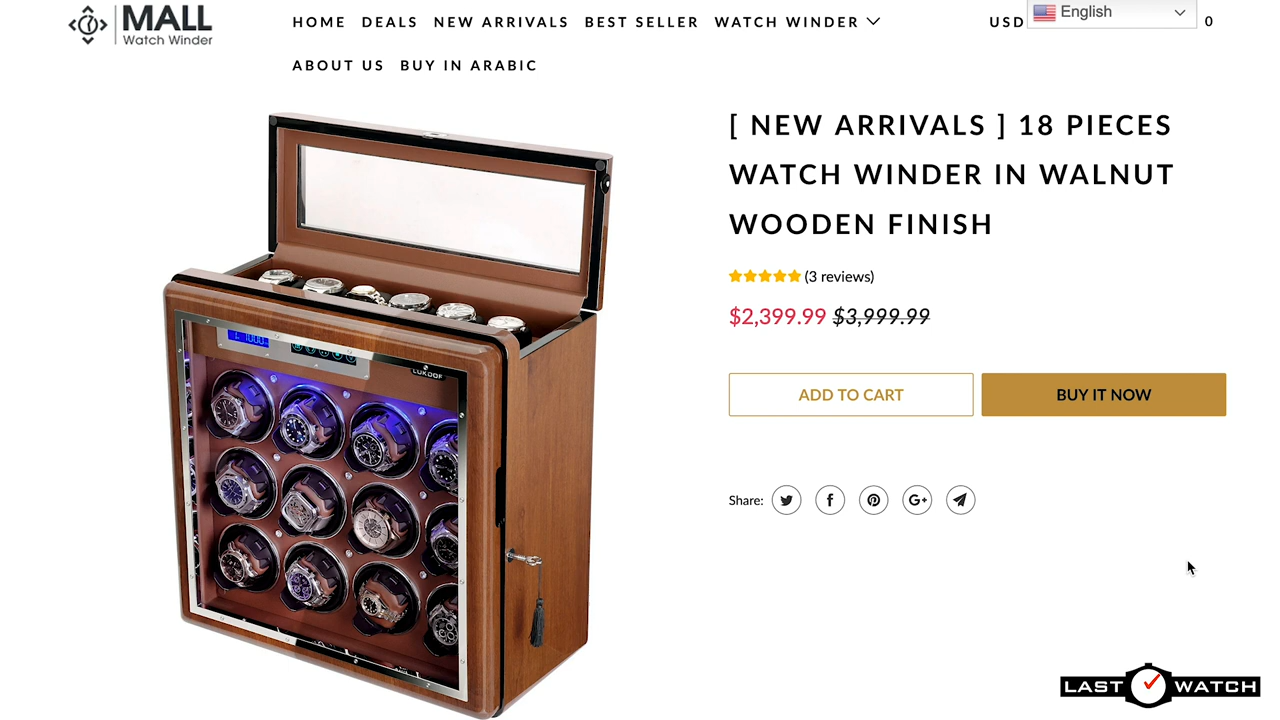 MALL
Watch Winder
HOME DEALS NEW ARRIVALS BEST SELLER WATCH WINDER
USD
English
0
ABOUT US BUY IN ARABIC
[ NEW ARRIVALS ] 18 PIECES
WATCH WINDER IN WALNUT
WOODEN FINISH
(3 reviews)
$2,399.99 $3,999.99
ADD TO CART
BUY IT NOW
Share:
LAST WATCH